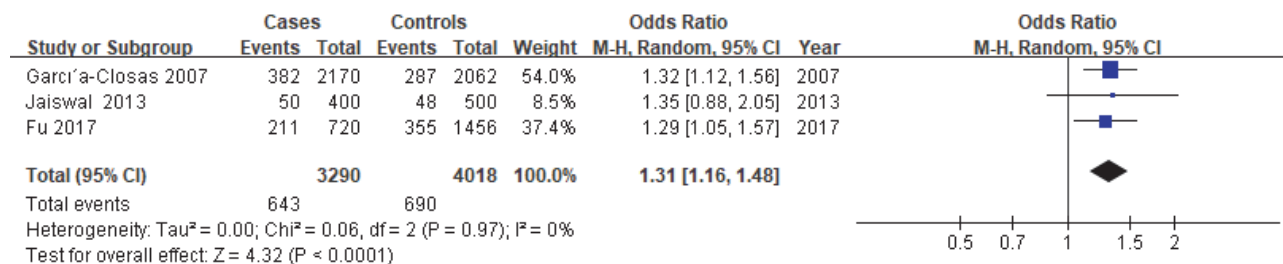 Cases Controls Odds Ratio Odds Ratio
Study or Subgroup Events Total Events Total Weight M-H, Random, 95% CI Year M-H, Random, 95% CI
Garcı´a-Closas 2007 382 2170 287 2062 54.0% 1.32 [1.12, 1.56] 2007
Jaiswal 2013 50 400 48 500 8.5% 1.35 [0.88, 2.05] 2013
Fu 2017 211 720 355 1456 37.4% 1.29 [1.05, 1.57] 2017
Total (95% CI) 3290 4018 100.0% 1.31 [1.16, 1.48]
Total events 643 690
Heterogeneity: Tau² = 0.00; Chi² = 0.06, df = 2 (P = 0.97); I² = 0%
Test for overall effect: Z = 4.32 (P < 0.0001)
0.5 0.7 1 1.5 2